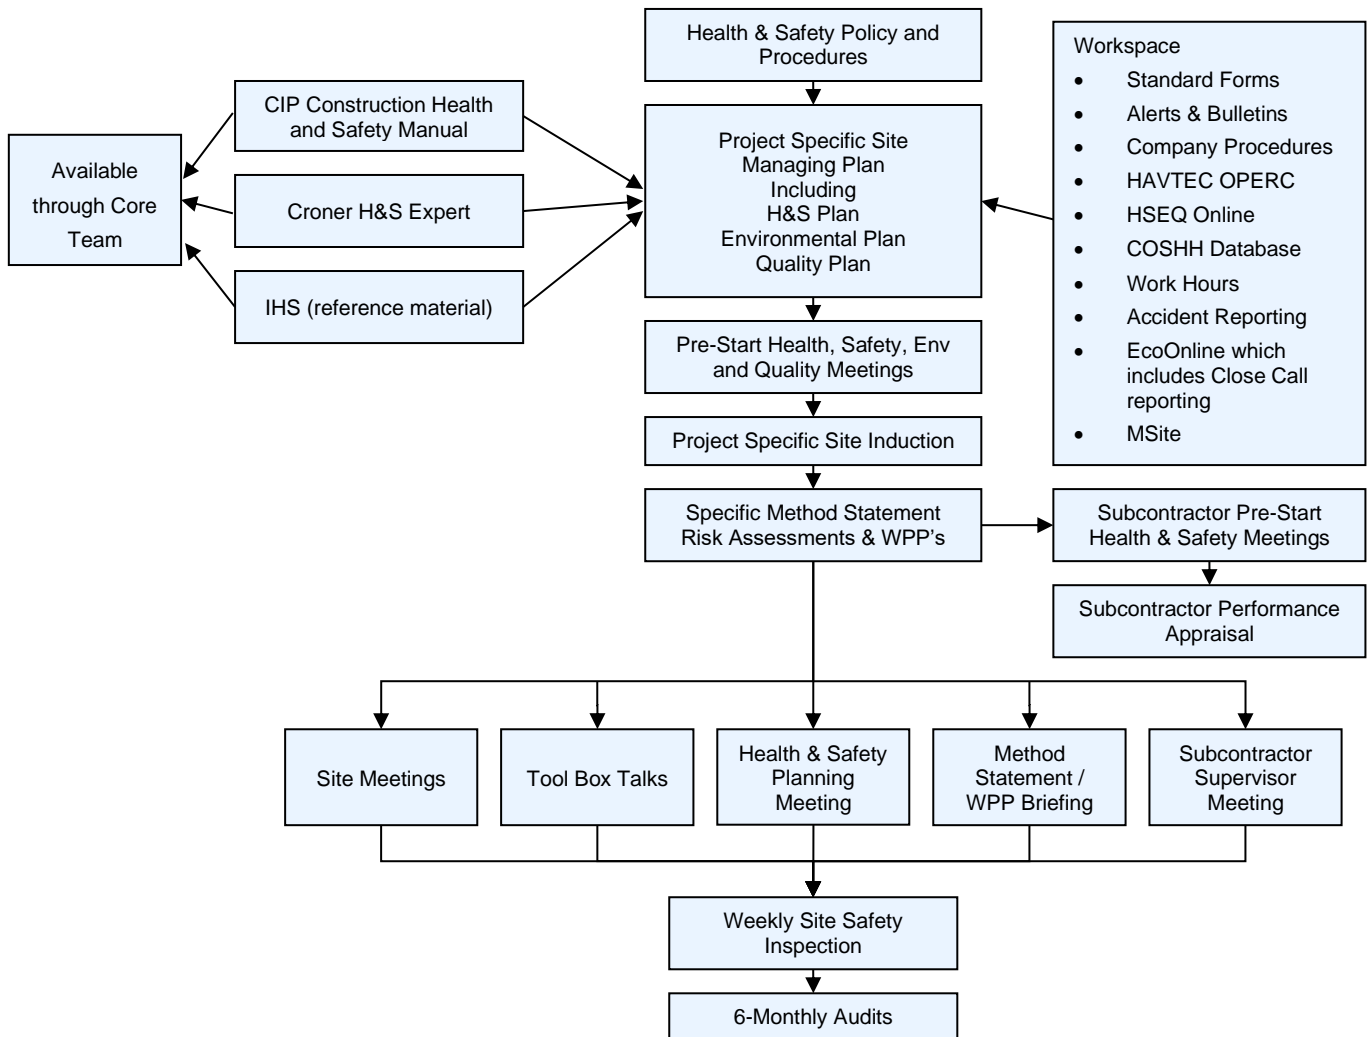 Health & Safety Policy and
Procedures
Workspace
• Standard Forms
• Alerts & Bulletins
• Company Procedures
• HAVTEC OPERC
• HSEQ Online
• COSHH Database
• Work Hours
• Accident Reporting
• EcoOnline which
includes Close Call
reporting
• MSite
CIP Construction Health
and Safety Manual
Available
through Core
Team
Croner H&S Expert
IHS (reference material)
Project Specific Site
Managing Plan
Including
H&S Plan
Environmental Plan
Quality Plan
Pre-Start Health, Safety, Env
and Quality Meetings
Project Specific Site Induction
Specific Method Statement
Risk Assessments & WPP's
Subcontractor Pre-Start
Health & Safety Meetings
Subcontractor Performance
Appraisal
Site Meetings
Tool Box Talks
Health & Safety
Planning
Meeting
Method
Statement /
WPP Briefing
Subcontractor
Supervisor
Meeting
Weekly Site Safety
Inspection
6-Monthly Audits